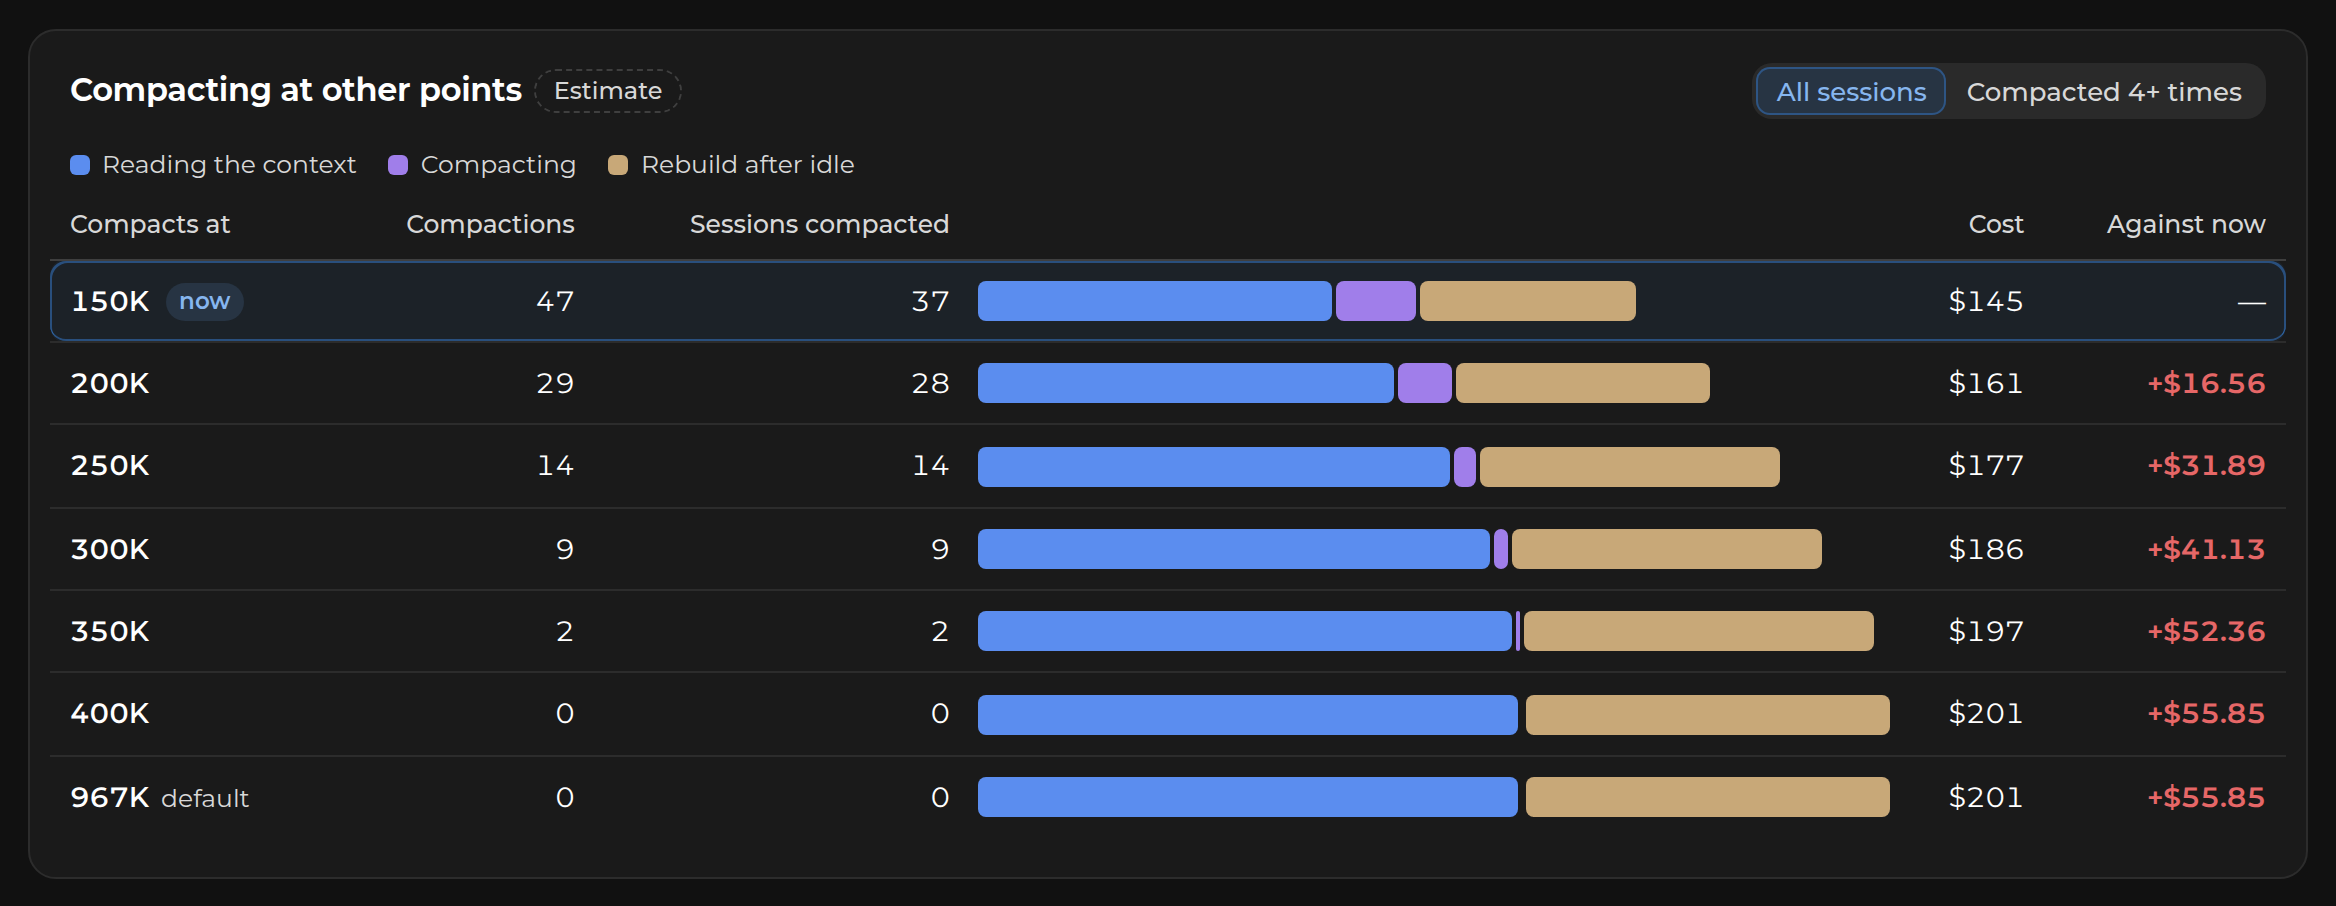 Compacting at other points Estimate All sessions Compacted 4+ times
Reading the context Compacting Rebuild after idle
Compacts at Compactions Sessions compacted Cost Against now
150K now 47 37 $145 —
200K 29 28 $161 +$16.56
250K 14 14 $177 +$31.89
300K 9 9 $186 +$41.13
350K 2 2 $197 +$52.36
400K 0 0 $201 +$55.85
967K default 0 0 $201 +$55.85